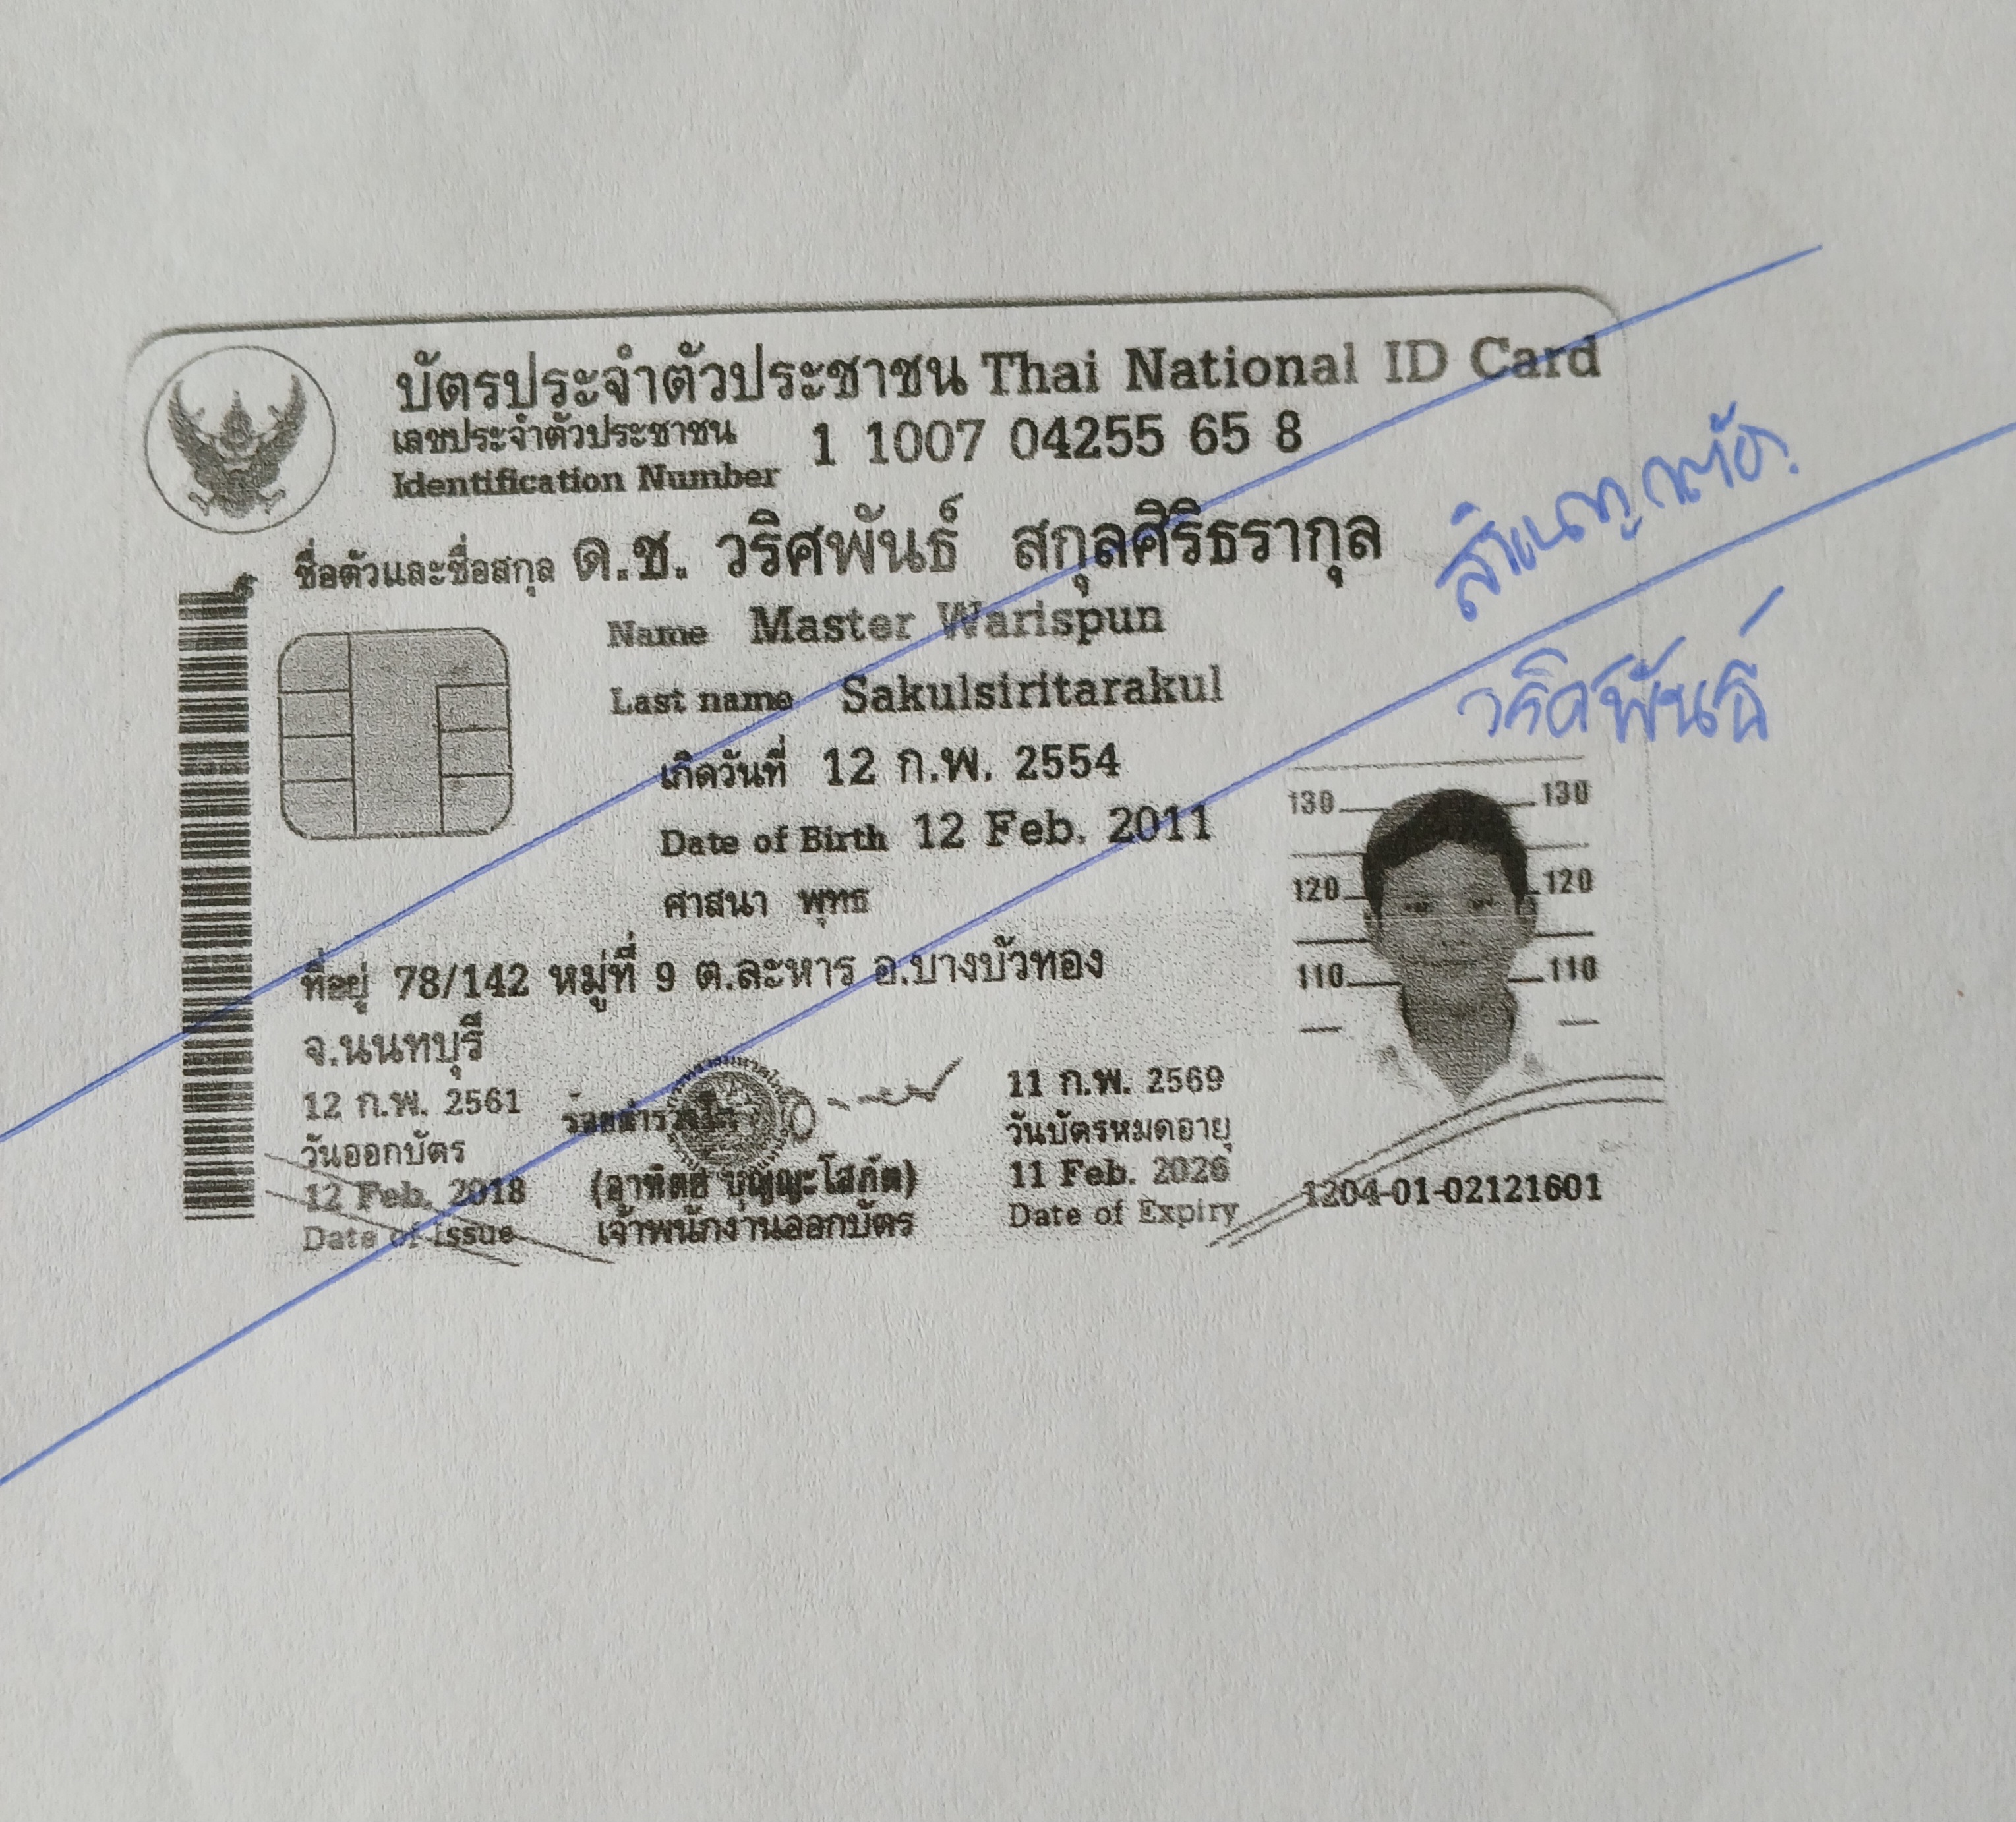 บัตรประจำตัวประชาชน Thai National ID Card
เลขประจำตัวประชาชน 1 1007 04255 65 8
Identification Number
ชื่อตัวและชื่อสกุล ด.ช. วริศพันธ์ สกุลศิริธรากุล
Name Master Warispun
Last name Sakulsiritarakul
เกิดวันที่ 12 ก.พ. 2554
Date of Birth 12 Feb. 2011
ศาสนา พุทธ
ที่อยู่ 78/142 หมู่ที่ 9 ต.ละหาร อ.บางบัวทอง
จ.นนทบุรี
12 ก.พ. 2561
วันออกบัตร
12 Feb. 2018
Date of Issue
เจ้าพนักงานออกบัตร
11 ก.พ. 2569
วันบัตรหมดอายุ
11 Feb. 2026
Date of Expiry
130 130
120 120
110 110
1204-01-02121601
สำเนาถูกต้อง
วริศพันธ์